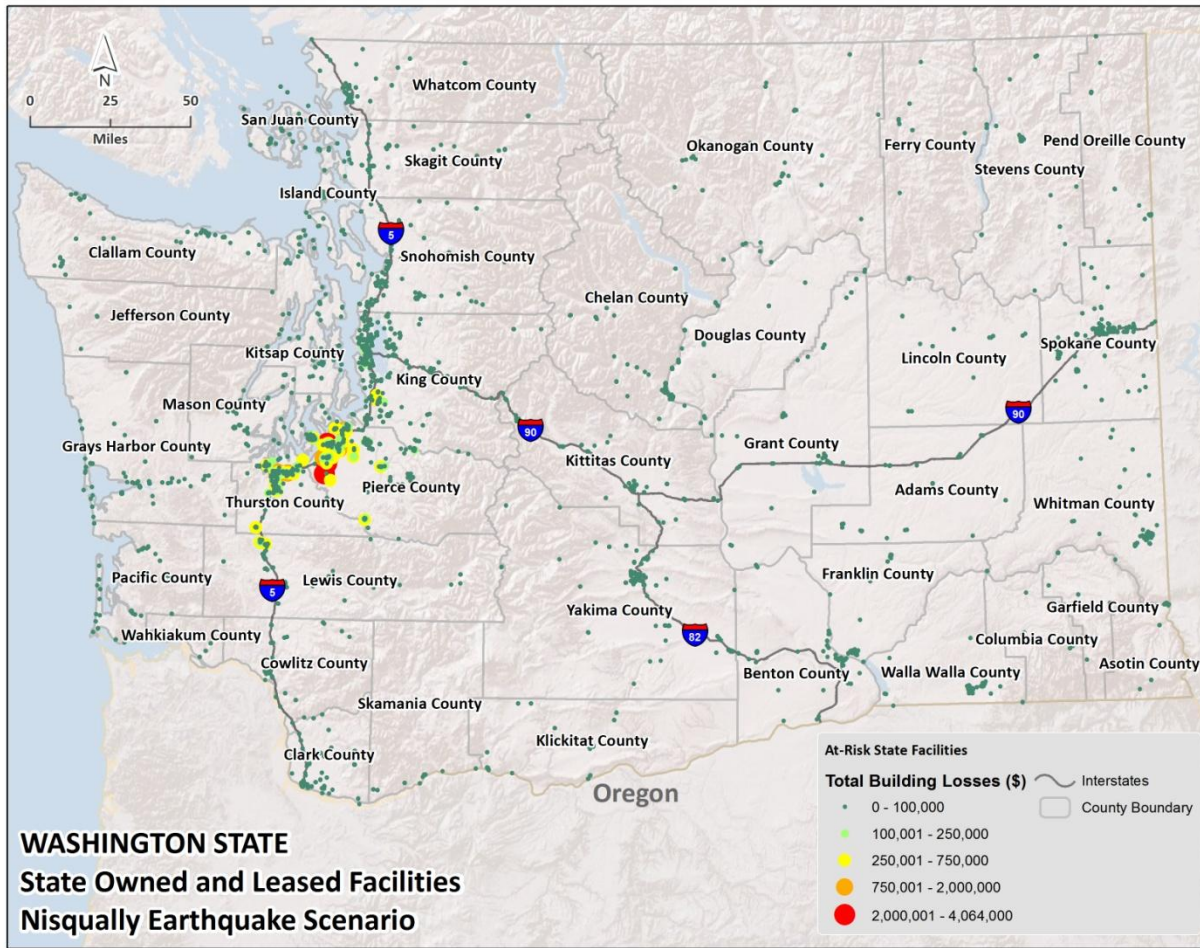 N
0 25 50
Miles
Whatcom County
San Juan County
Skagit County
Okanogan County
Ferry County
Pend Oreille County
Stevens County
Island County
5
Clallam County
Snohomish County
Chelan County
Jefferson County
Douglas County
Kitsap County
Lincoln County
Spokane County
King County
Mason County
90
90
Grays Harbor County
Grant County
Kittitas County
Pierce County
Adams County
Thurston County
Whitman County
Pacific County
Lewis County
5
Franklin County
Yakima County
Garfield County
Wahkiakum County
82
Columbia County
Cowlitz County
Benton County
Walla Walla County
Asotin County
Skamania County
Clark County
Klickitat County
Oregon
At-Risk State Facilities
Total Building Losses ($)
0 - 100,000
100,001 - 250,000
250,001 - 750,000
750,001 - 2,000,000
2,000,001 - 4,064,000
Interstates
County Boundary
WASHINGTON STATE
State Owned and Leased Facilities
Nisqually Earthquake Scenario